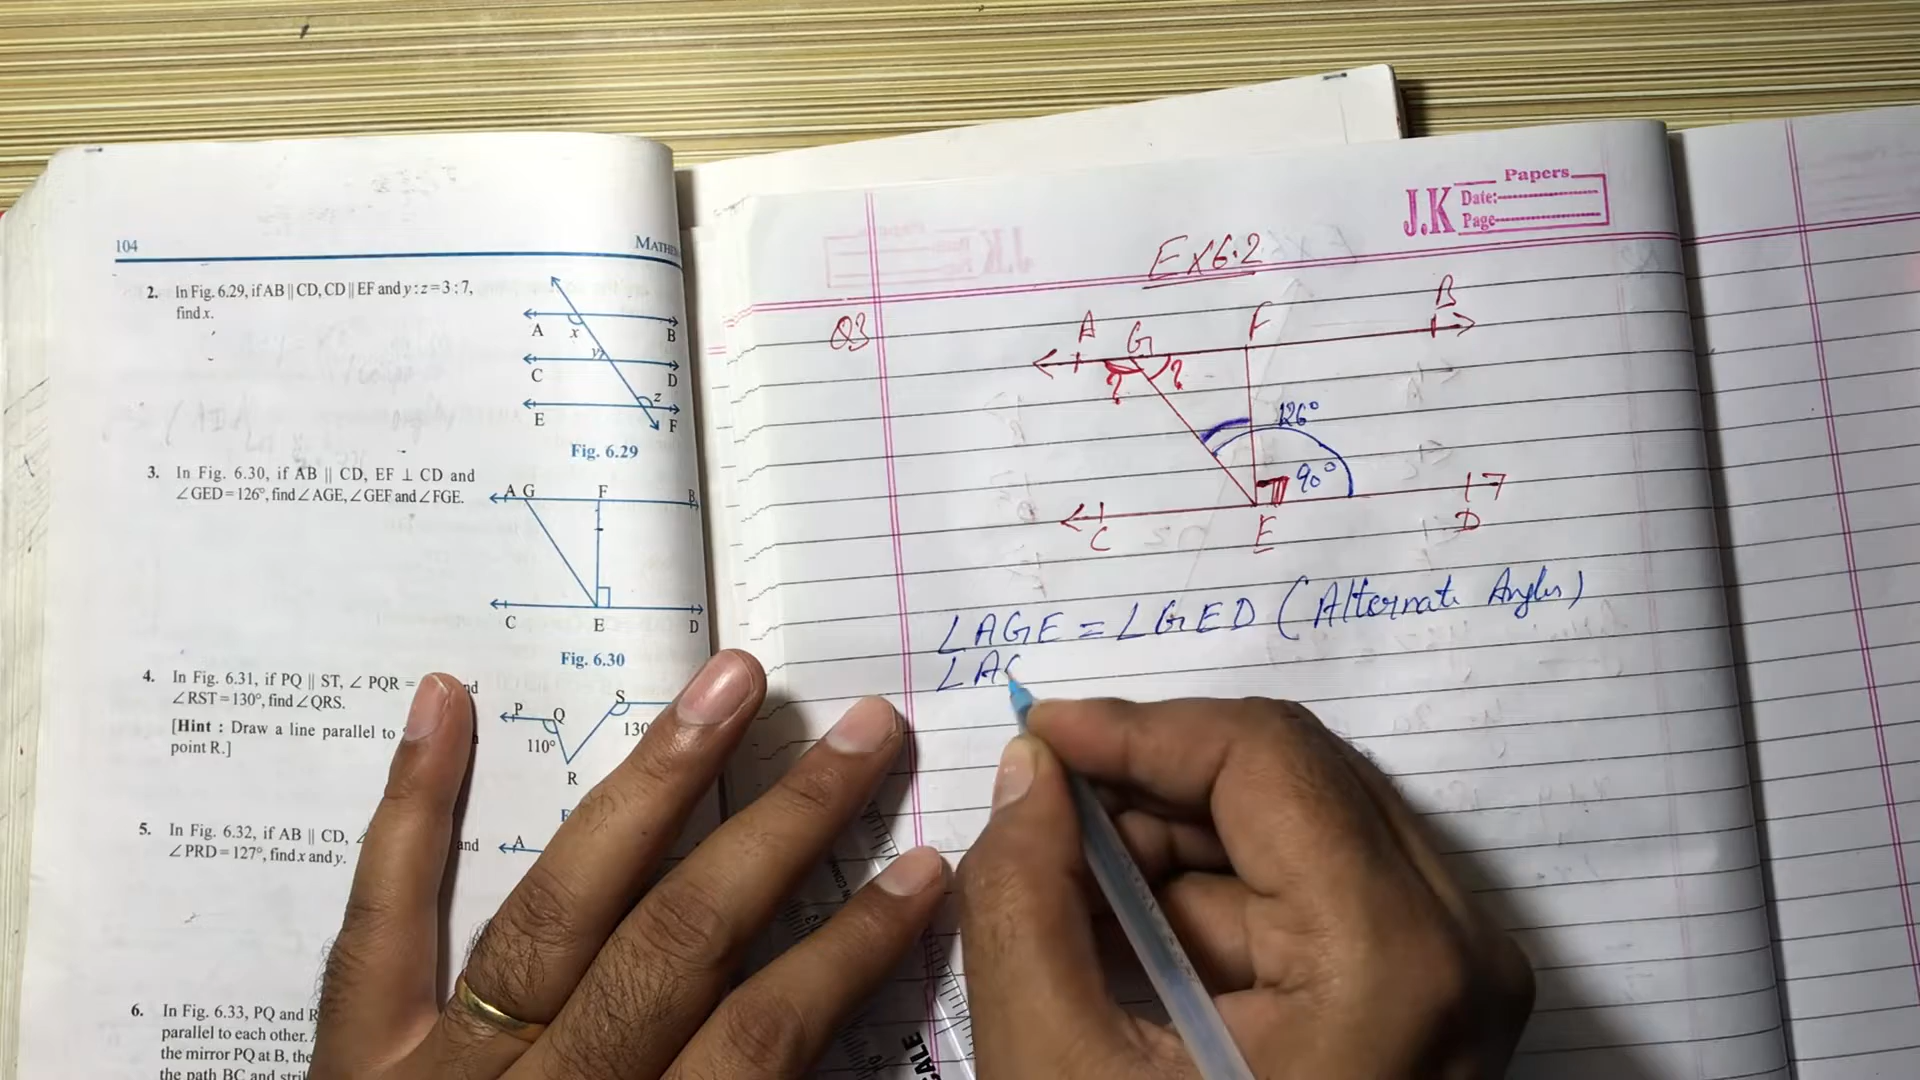 104
MATHE
2. In Fig. 6.29, if AB || CD, CD || EF and y : z = 3 : 7,
find x.
A x B
y
C D
z
E F
Fig. 6.29
3. In Fig. 6.30, if AB || CD, EF ⊥ CD and
∠GED = 126°, find ∠ AGE, ∠ GEF and ∠ FGE.
A G F B
C E D
Fig. 6.30
4. In Fig. 6.31, if PQ || ST, ∠ PQR =
∠ RST = 130°, find ∠ QRS.
[Hint : Draw a line parallel to
point R.]
P Q S
110° 130
R
5. In Fig. 6.32, if AB || CD,
and
∠ PRD = 127°, find x and y.
A
6. In Fig. 6.33, PQ and R
parallel to each other.
the mirror PQ at B, the
the path BC and stri
J.K Papers
Date:
Page
Ex 6.2
Q3
A G F B
? ?
126°
90°
C E D
∠AGE = ∠GED (Alternate Angles)
∠AG